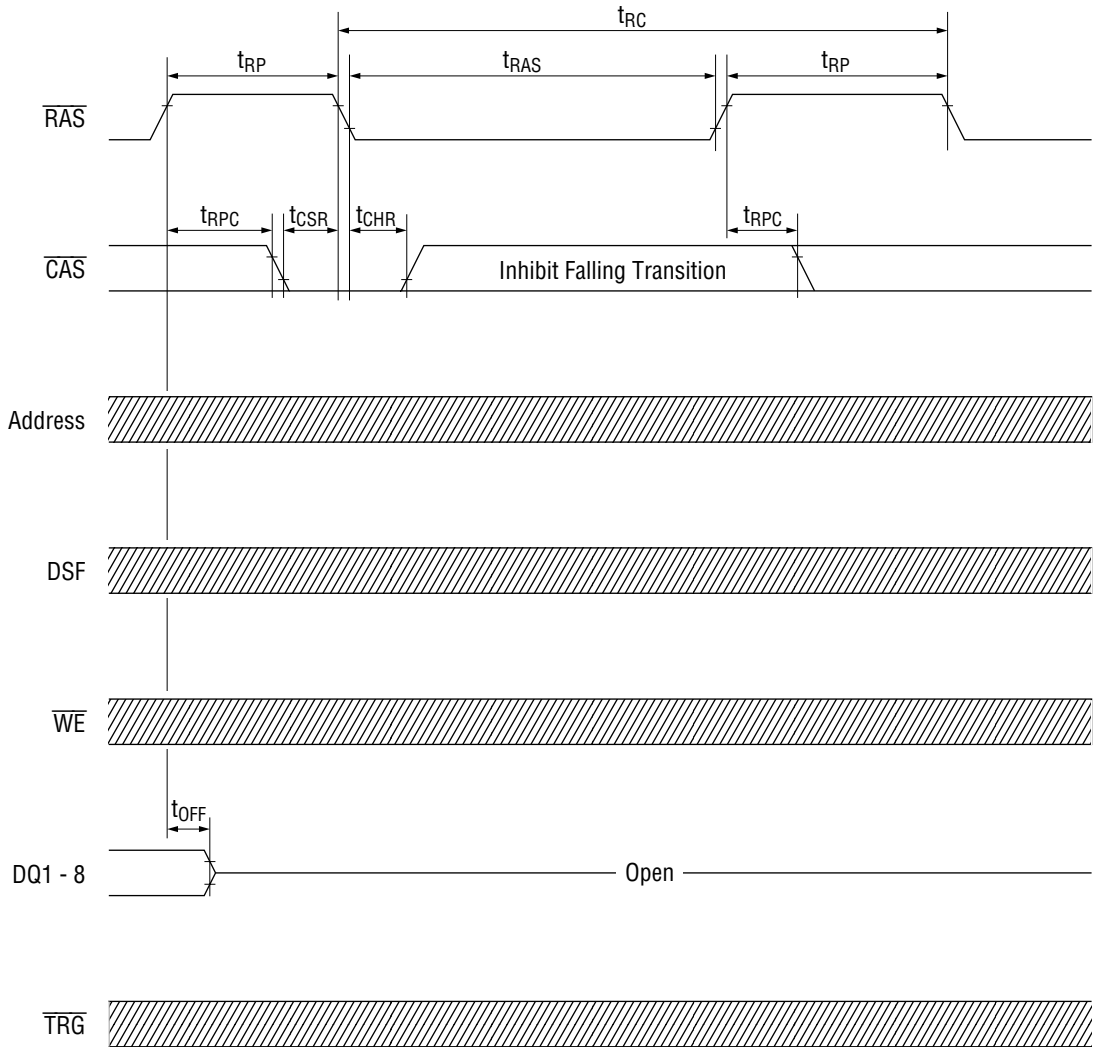 tRC
tRP tRAS tRP
RAS
tRPC tCSR tCHR tRPC
CAS Inhibit Falling Transition
Address
DSF
WE
tOFF
DQ1 - 8 Open
TRG